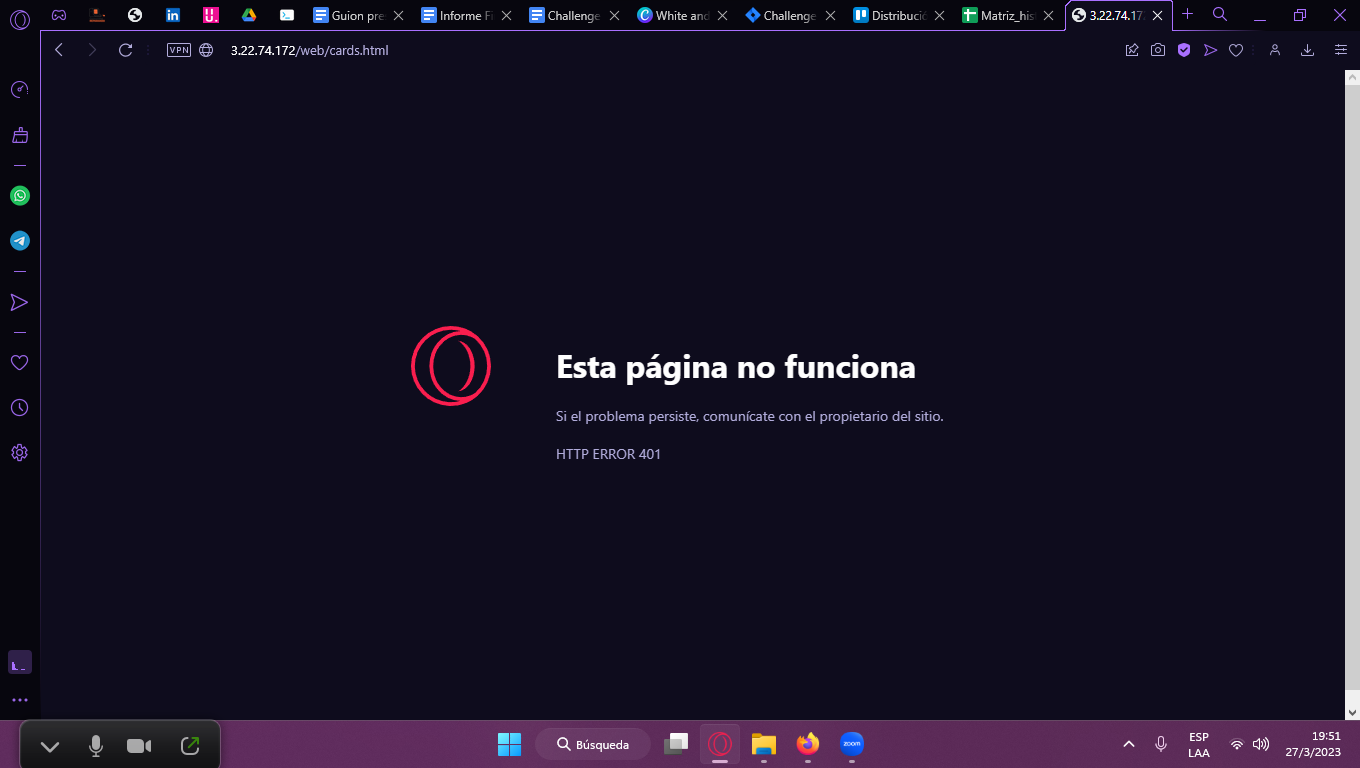 Guion pre
Informe Fi
Challenge
White and
Challenge
Distribució
Matriz_his
3.22.74.172
VPN
3.22.74.172/web/cards.html
Esta página no funciona
Si el problema persiste, comunícate con el propietario del sitio.
HTTP ERROR 401
Búsqueda
zoom
ESP
LAA
19:51
27/3/2023